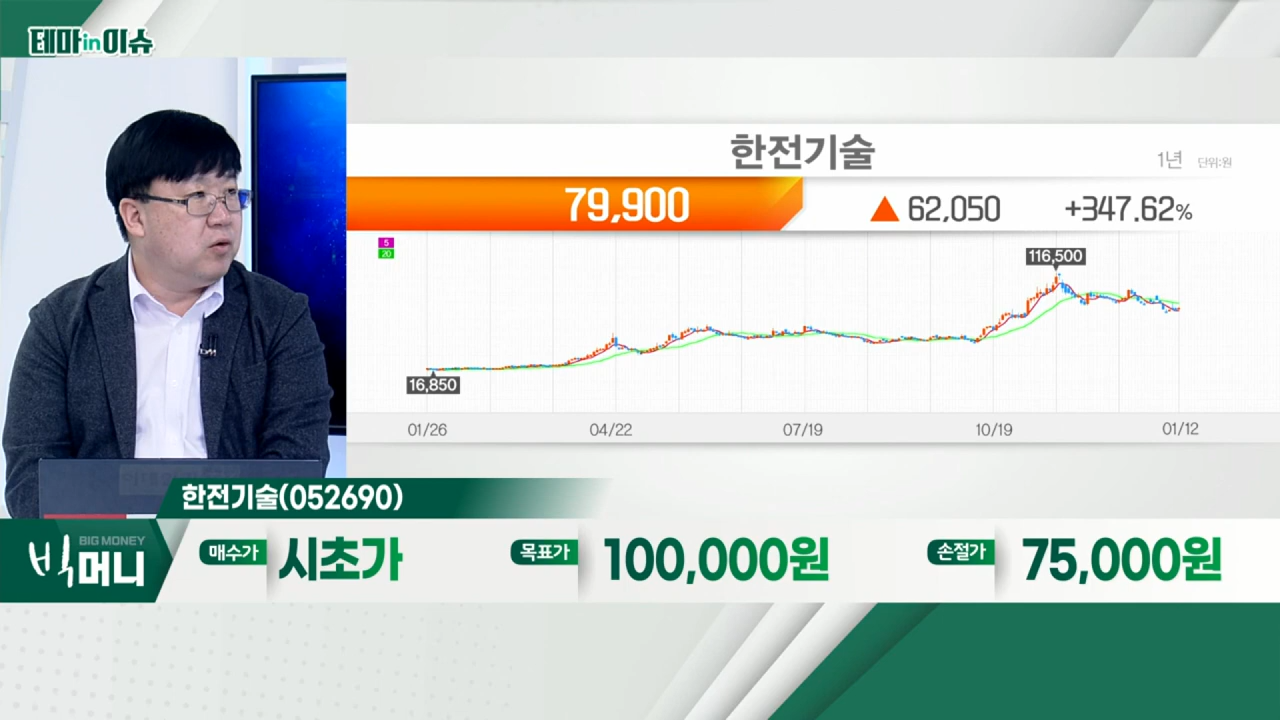 테마in이슈
한전기술
1년 단위:원
79,900 ▲ 62,050 +347.62%
5
20
116,500
16,850
01/26 04/22 07/19 10/19 01/12
한전기술(052690)
BIG MONEY
빅머니
매수가 시초가 목표가 100,000원 손절가 75,000원